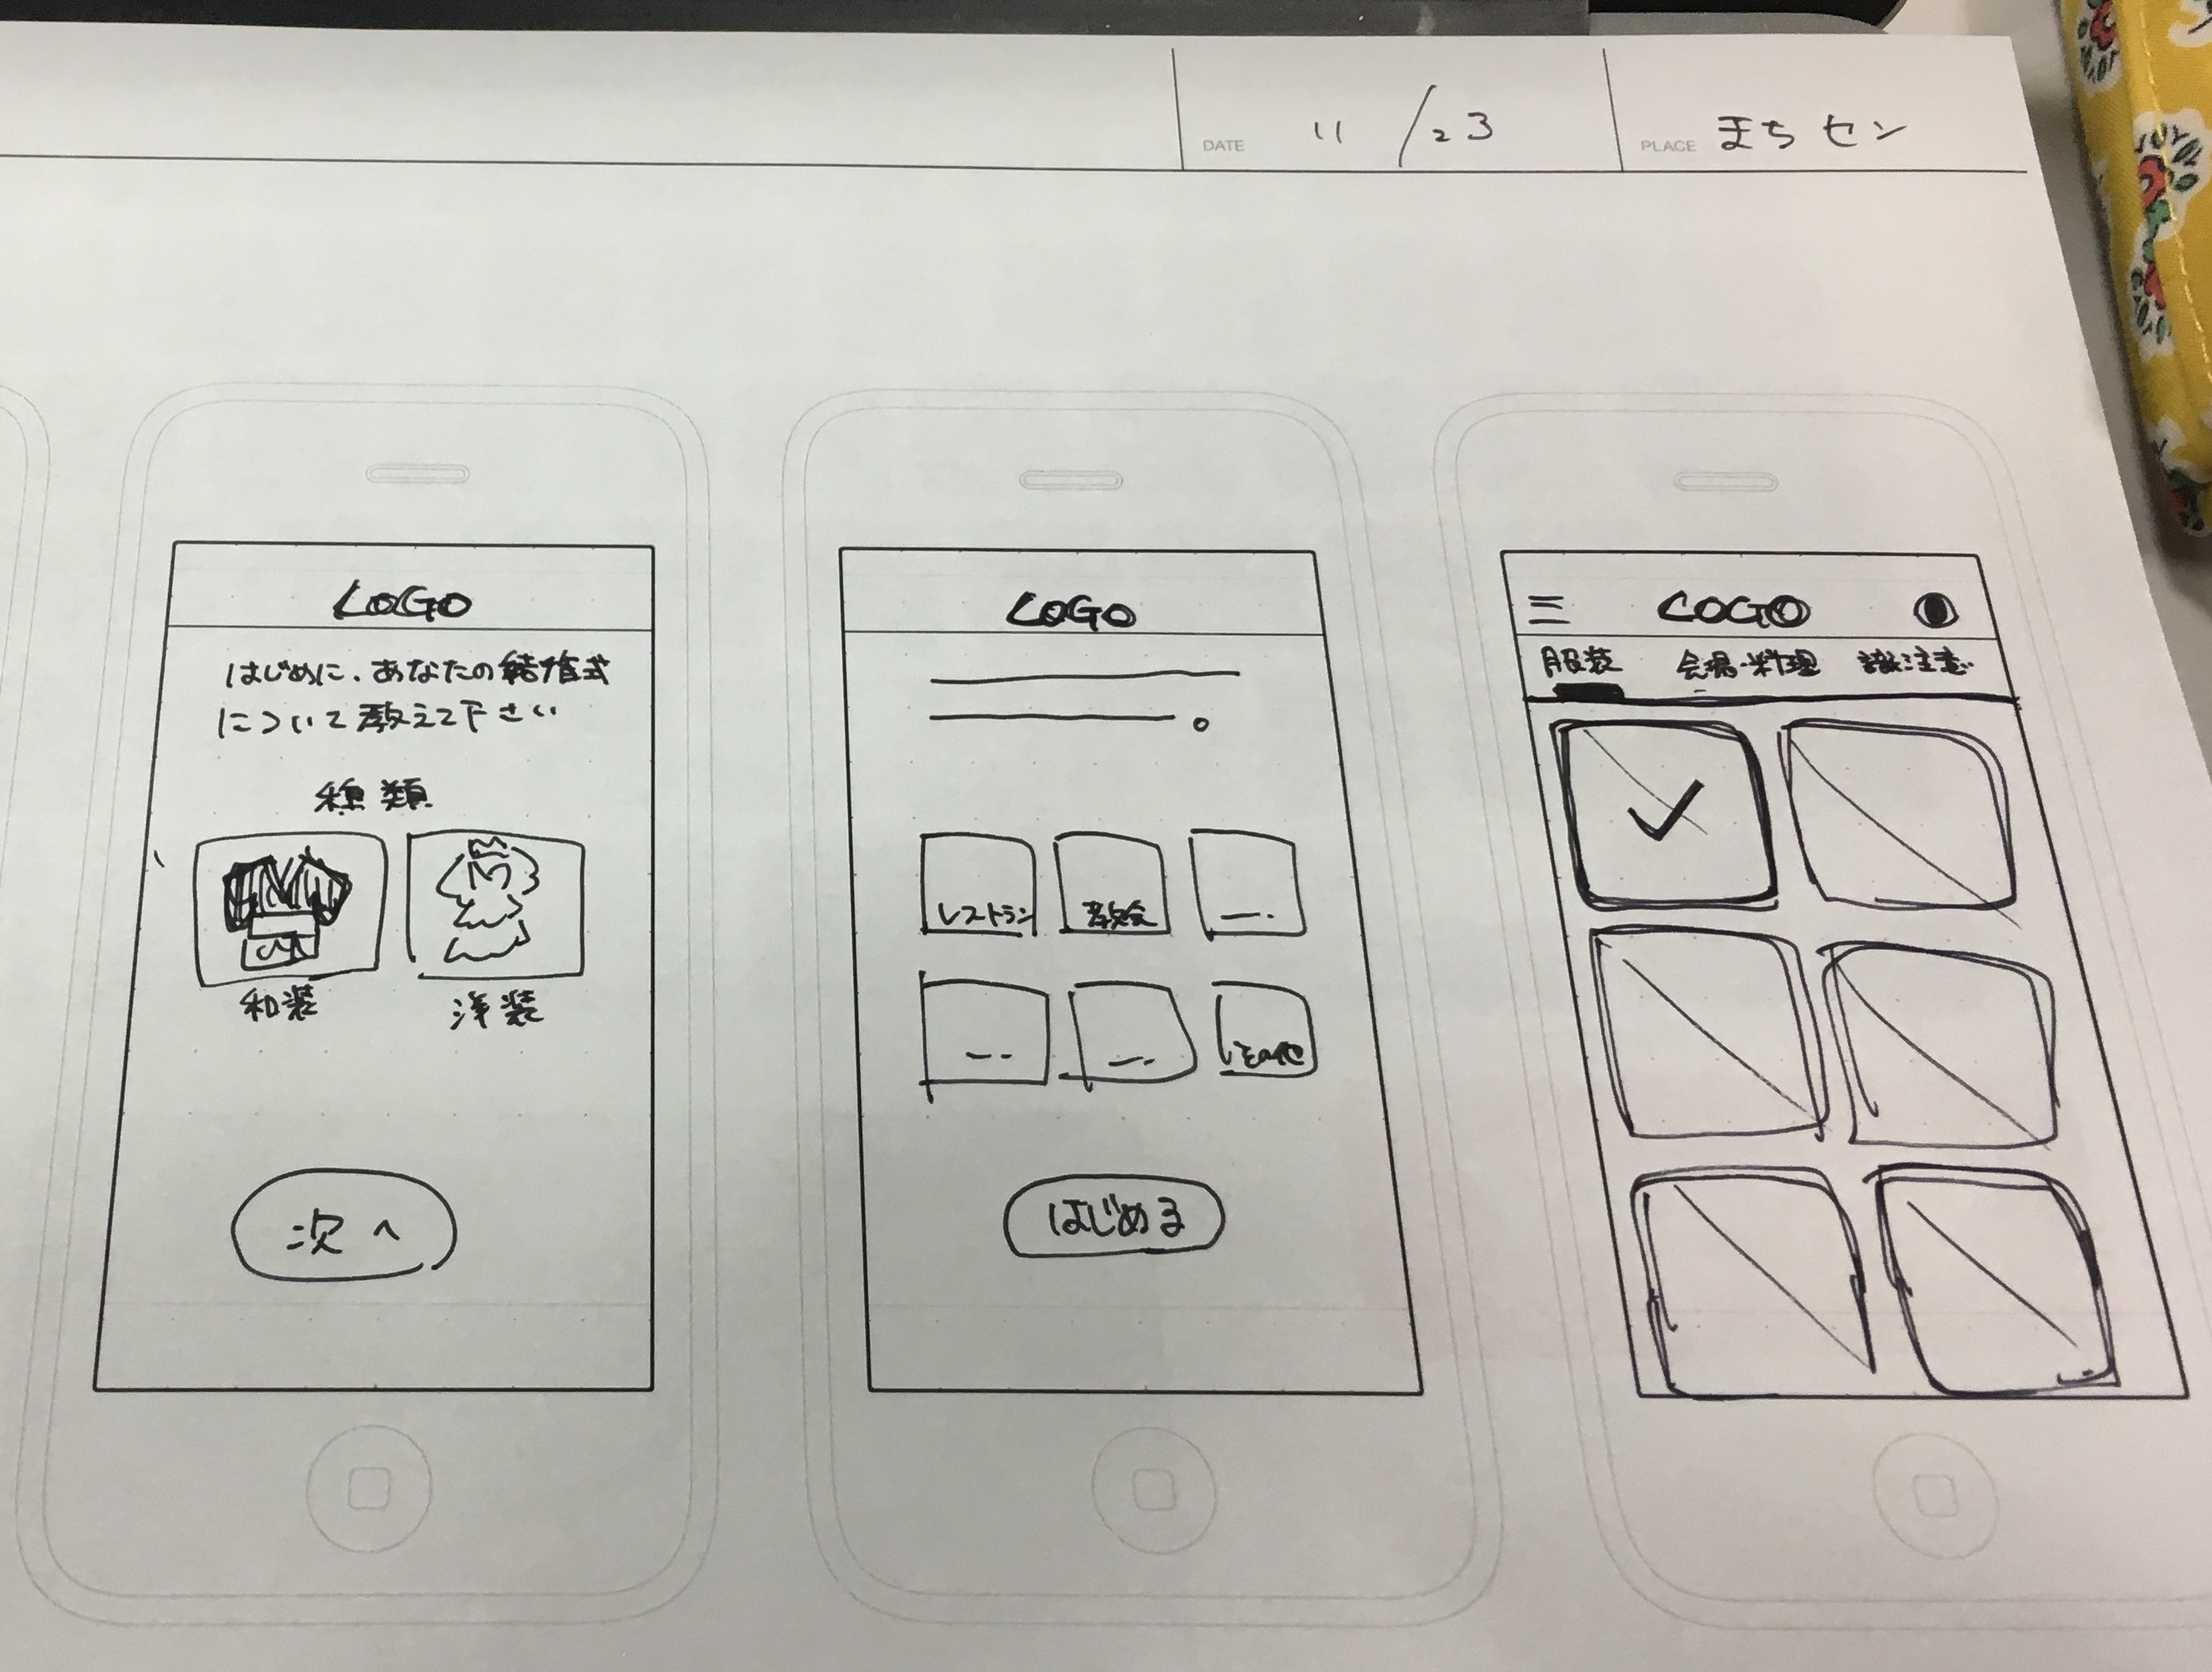 DATE 11/23
PLACE まちセン
LOGO
はじめに、あなたの結婚式
について教えて下さい
種類
和装
洋装
次へ
LOGO
レストラン
教会
その他
はじめる
LOGO
服装
会場・料理
注意